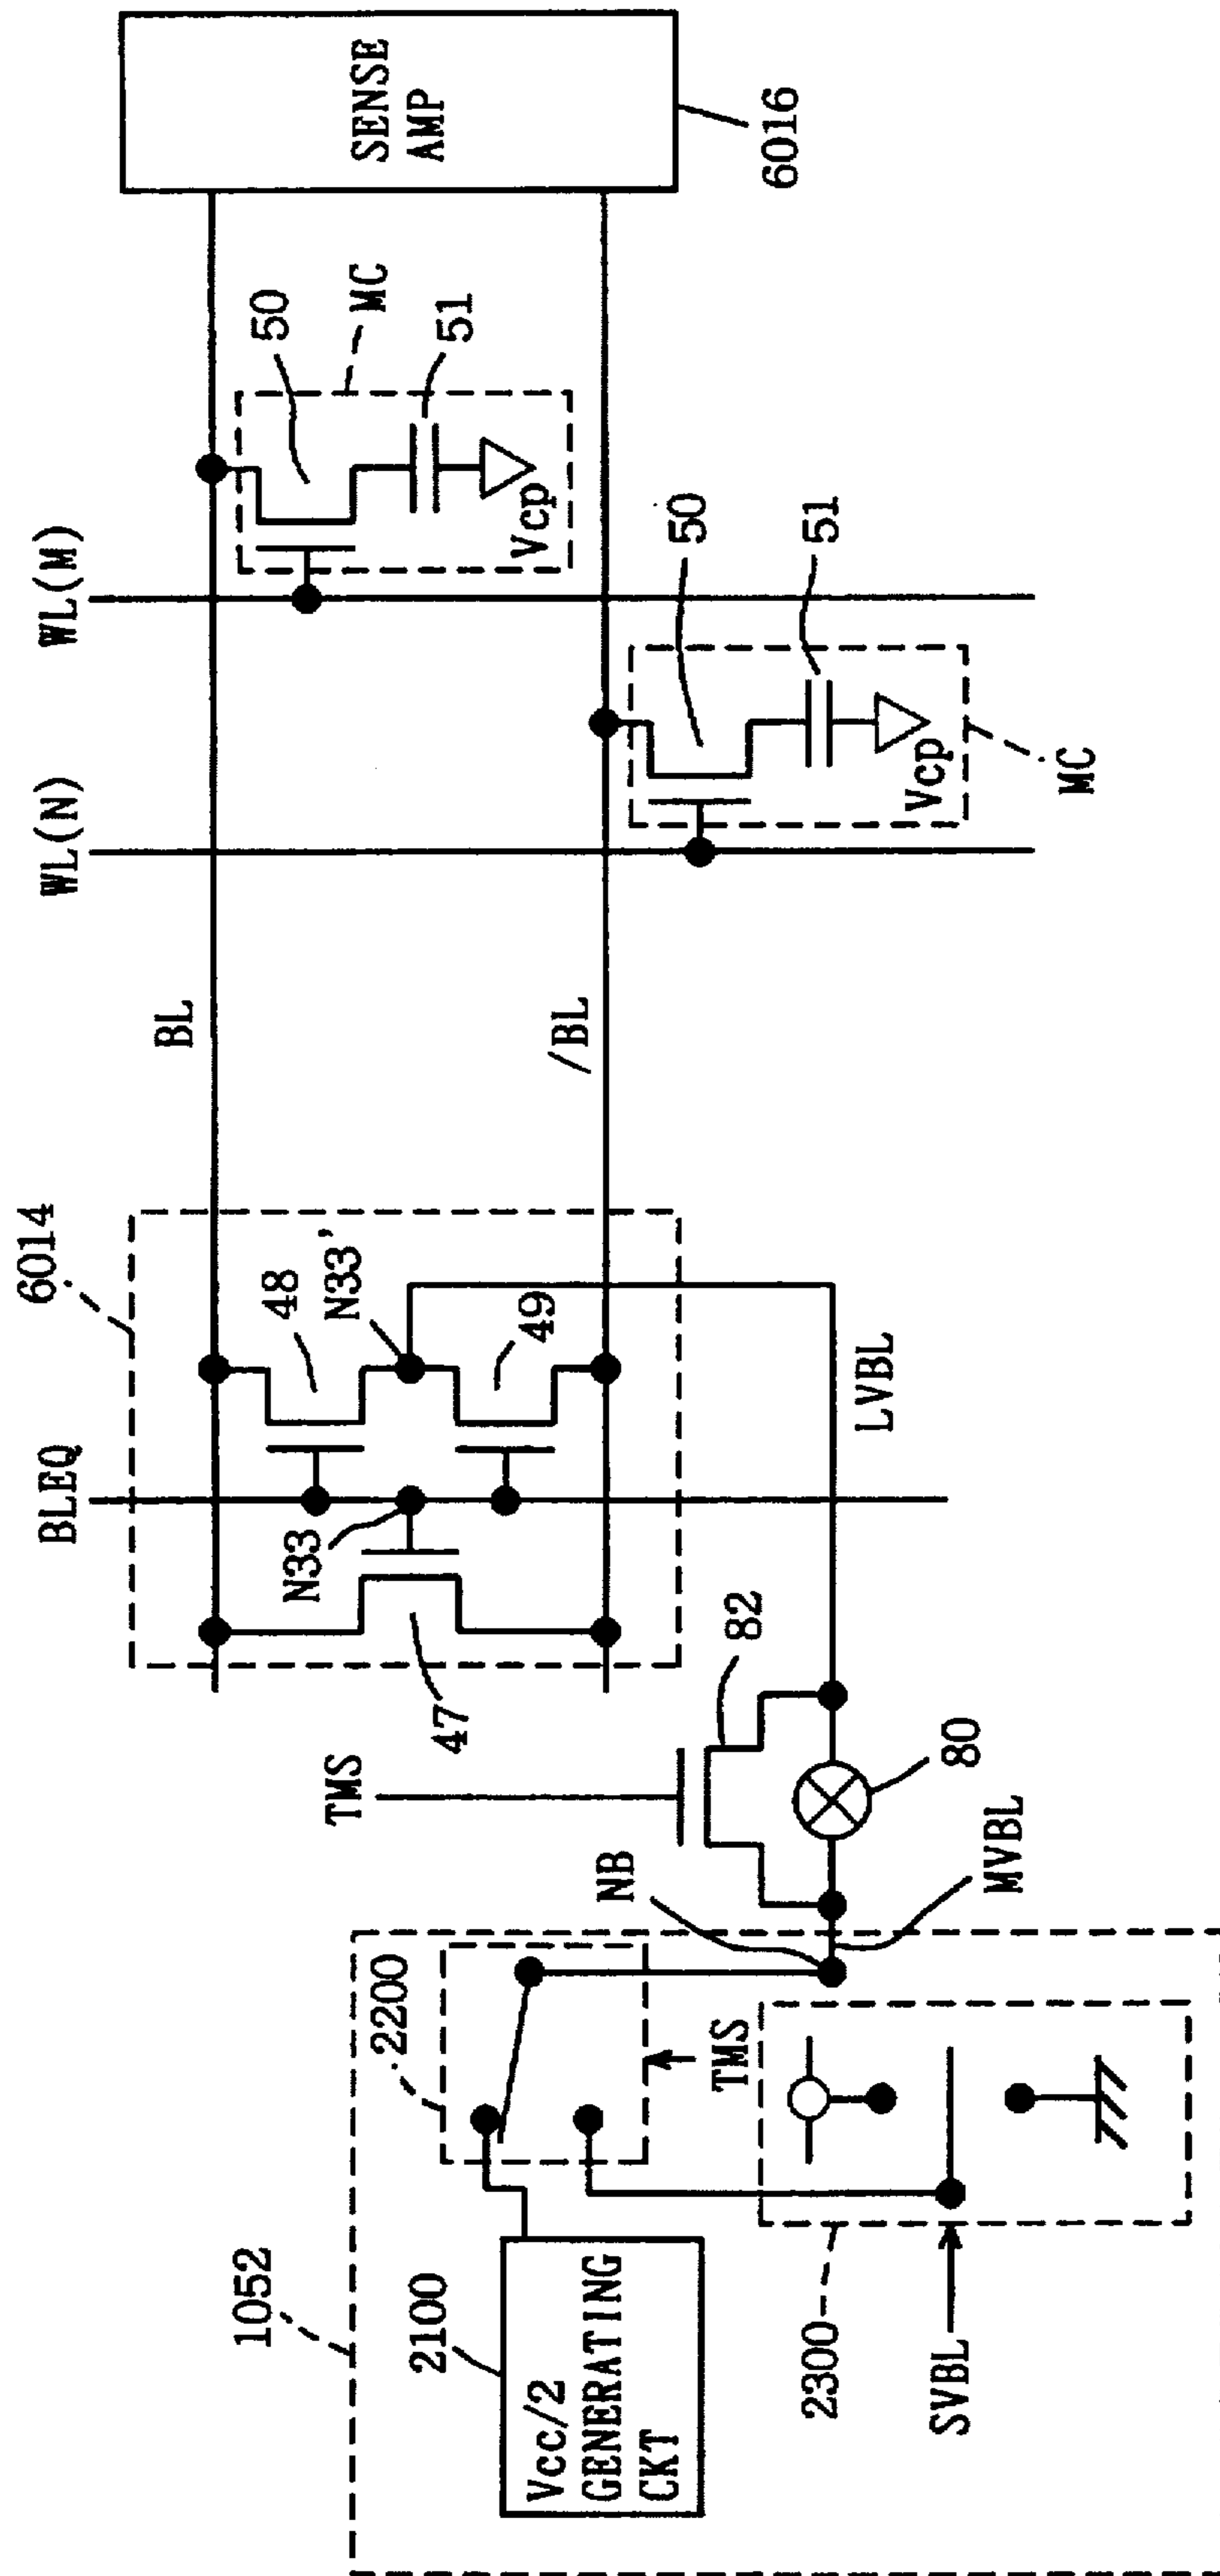 1052
2100
Vcc/2
GENERATING
CKT
2200
TMS
2300
SVBL
NB
MVBL
80
82
TMS
LVBL
6014
BLEQ
47
N33
48
N33'
49
BL
/BL
WL(N)
WL(M)
50
51
Vcp
MC
50
51
Vcp
MC
SENSE
AMP
6016